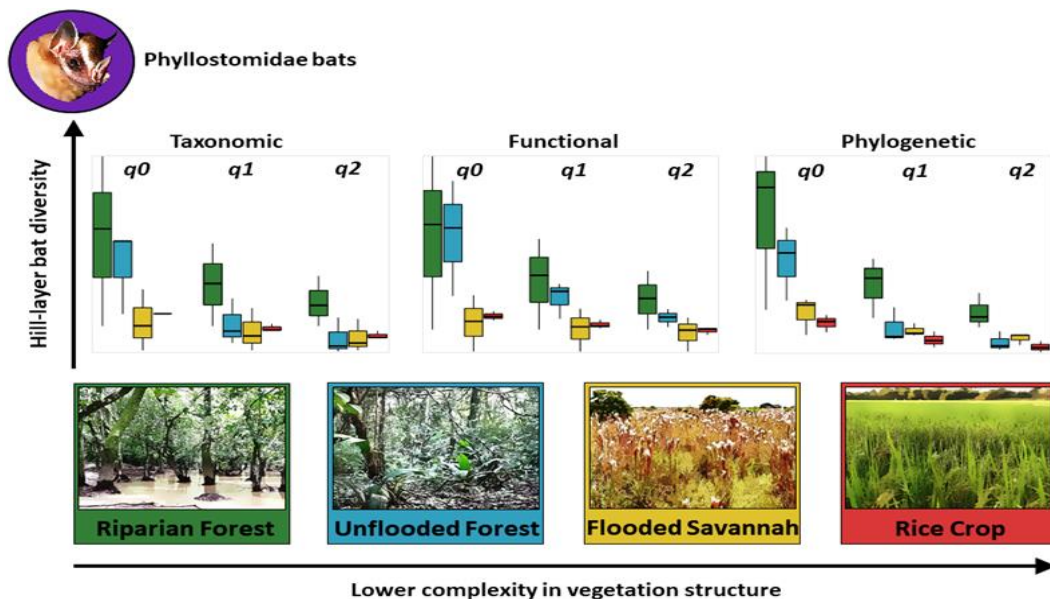 Phyllostomidae bats
Hill-layer bat diversity
Taxonomic
q0 q1 q2
Functional
q0 q1 q2
Phylogenetic
q0 q1 q2
Riparian Forest
Unflooded Forest
Flooded Savannah
Rice Crop
Lower complexity in vegetation structure